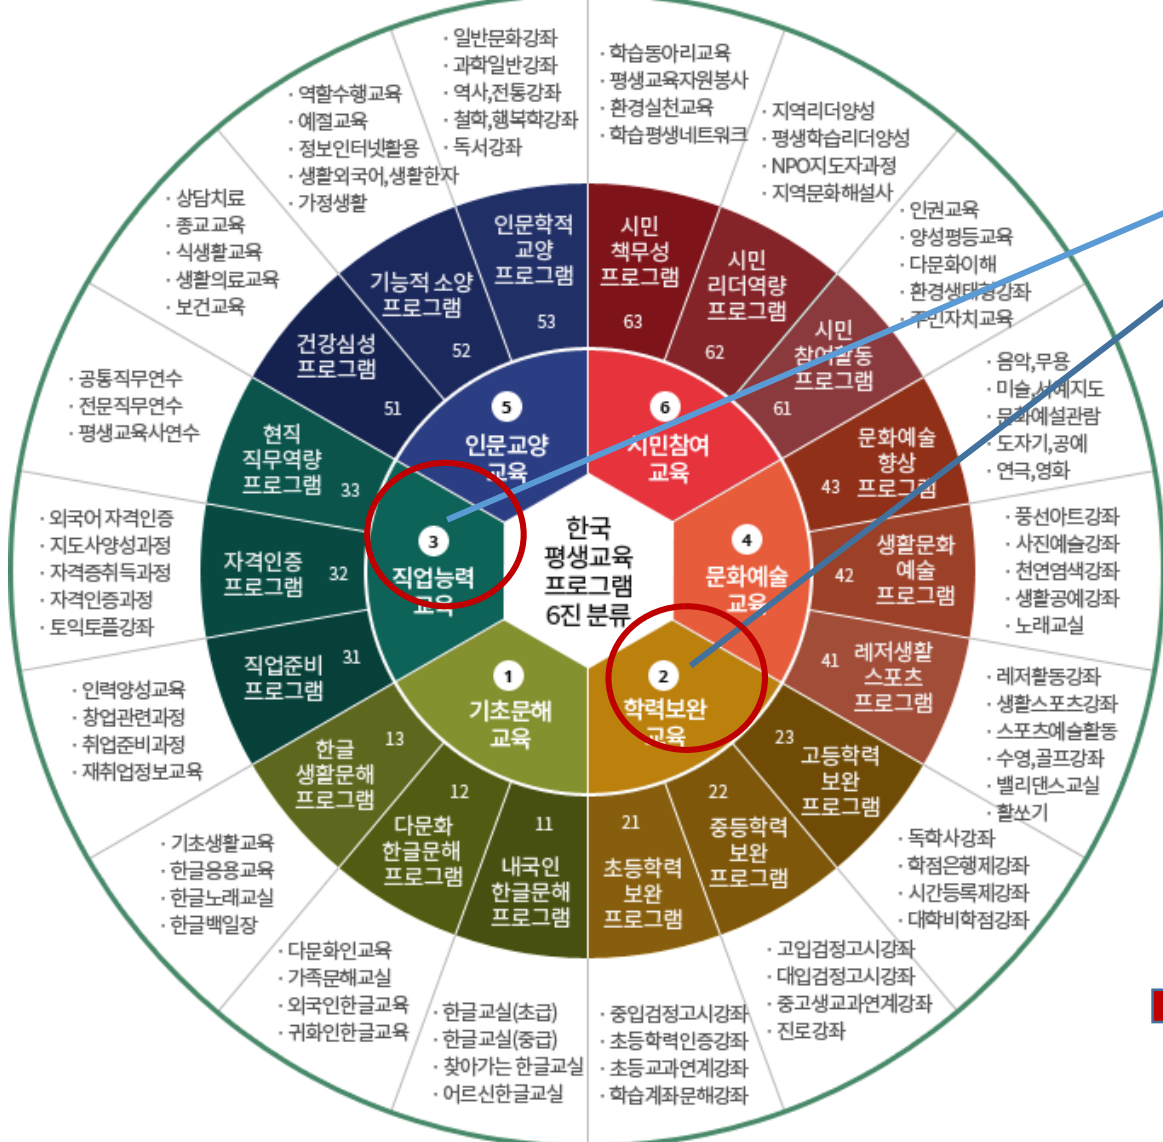 한국
평생교육
프로그램
6진 분류
1
기초문해
교육
11
내국인
한글문해
프로그램
· 한글교실(초급)
· 한글교실(중급)
· 찾아가는 한글교실
· 어르신한글교실
12
다문화
한글문해
프로그램
· 다문화인교육
· 가족문해교실
· 외국인한글교육
· 귀화인한글교육
13
한글
생활문해
프로그램
· 기초생활교육
· 한글응용교육
· 한글노래교실
· 한글백일장
2
학력보완
교육
21
초등학력
보완
프로그램
· 중입검정고시강좌
· 초등학력인증강좌
· 초등교과연계강좌
· 학습계좌문해강좌
22
중등학력
보완
프로그램
· 고입검정고시강좌
· 대입검정고시강좌
· 중고생교과연계강좌
· 진로강좌
23
고등학력
보완
프로그램
· 독학사강좌
· 학점은행제강좌
· 시간등록제강좌
· 대학비학점강좌
3
직업능력
교육
31
직업준비
프로그램
· 인력양성교육
· 창업관련과정
· 취업준비과정
· 재취업정보교육
32
자격인증
프로그램
· 외국어 자격인증
· 지도사양성과정
· 자격증취득과정
· 자격인증과정
· 토익토플강좌
33
현직
직무역량
프로그램
· 공통직무연수
· 전문직무연수
· 평생교육사연수
4
문화예술
교육
41
레저생활
스포츠
프로그램
· 레저활동강좌
· 생활스포츠강좌
· 스포츠예술활동
· 수영,골프강좌
· 밸리댄스교실
· 활쏘기
42
생활문화
예술
프로그램
· 풍선아트강좌
· 사진예술강좌
· 천연염색강좌
· 생활공예강좌
· 노래교실
43
문화예술
향상
프로그램
· 음악,무용
· 미술,서예지도
· 문화예설관람
· 도자기,공예
· 연극,영화
5
인문교양
교육
51
건강심성
프로그램
· 상담치료
· 종교교육
· 식생활교육
· 생활의료교육
· 보건교육
52
기능적 소양
프로그램
· 역할수행교육
· 예절교육
· 정보인터넷활용
· 생활외국어,생활한자
· 가정생활
53
인문학적
교양
프로그램
· 일반문화강좌
· 과학일반강좌
· 역사,전통강좌
· 철학,행복학강좌
· 독서강좌
6
시민참여
교육
61
시민
참여활동
프로그램
· 인권교육
· 양성평등교육
· 다문화이해
· 환경생태형강좌
· 주민자치교육
62
시민
리더역량
프로그램
· 지역리더양성
· 평생학습리더양성
· NPO지도자과정
· 지역문화해설사
63
시민
책무성
프로그램
· 학습동아리교육
· 평생교육자원봉사
· 환경실천교육
· 학습평생네트워크